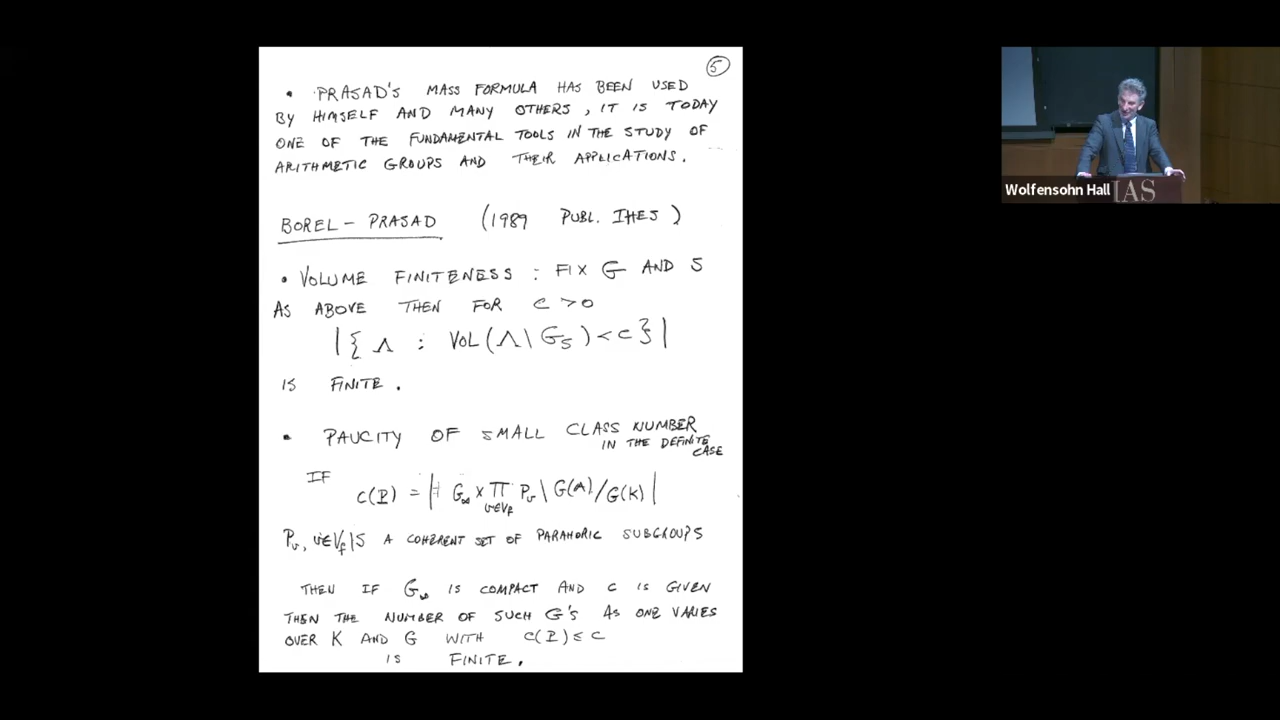 5
• PRASAD'S MASS FORMULA HAS BEEN USED
BY HIMSELF AND MANY OTHERS, IT IS TODAY
ONE OF THE FUNDAMENTAL TOOLS IN THE STUDY OF
ARITHMETIC GROUPS AND THEIR APPLICATIONS.
BOREL – PRASAD (1989 PUBL. IHES)
• VOLUME FINITENESS : FIX G AND S
AS ABOVE THEN FOR C > 0
|{ Λ : VOL(Λ\G_S) < C }|
IS FINITE.
• PAUCITY OF SMALL CLASS NUMBER
IN THE DEFINITE
CASE
IF
C(P) = | G_∞ × ∏_{v∈V_f} P_v \ G(A)/G(K) |
P_v, v∈V_f|S A COHERENT SET OF PARAHORIC SUBGROUPS
THEN IF G_∞ IS COMPACT AND C IS GIVEN
THEN THE NUMBER OF SUCH G'S AS ONE VARIES
OVER K AND G WITH C(P) ≤ C
IS FINITE.
Wolfensohn Hall
IAS